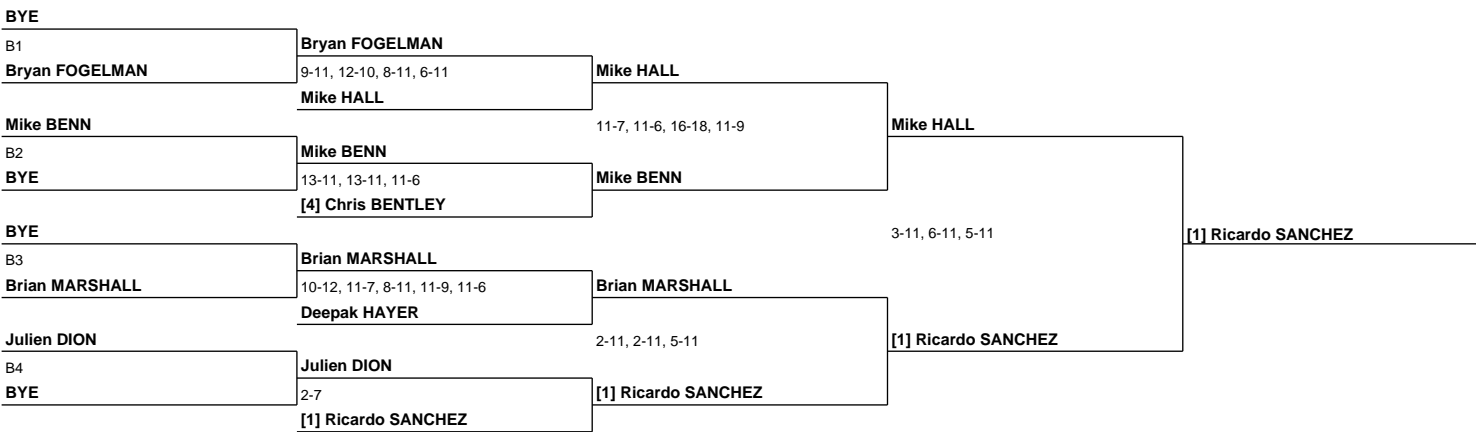 BYE
B1
Bryan FOGELMAN
Bryan FOGELMAN
9-11, 12-10, 8-11, 6-11
Mike HALL
Mike HALL
Mike BENN
11-7, 11-6, 16-18, 11-9
Mike HALL
B2
Mike BENN
BYE
13-11, 13-11, 11-6
Mike BENN
[4] Chris BENTLEY
BYE
3-11, 6-11, 5-11
[1] Ricardo SANCHEZ
B3
Brian MARSHALL
Brian MARSHALL
10-12, 11-7, 8-11, 11-9, 11-6
Brian MARSHALL
Deepak HAYER
Julien DION
2-11, 2-11, 5-11
[1] Ricardo SANCHEZ
B4
Julien DION
BYE
2-7
[1] Ricardo SANCHEZ
[1] Ricardo SANCHEZ